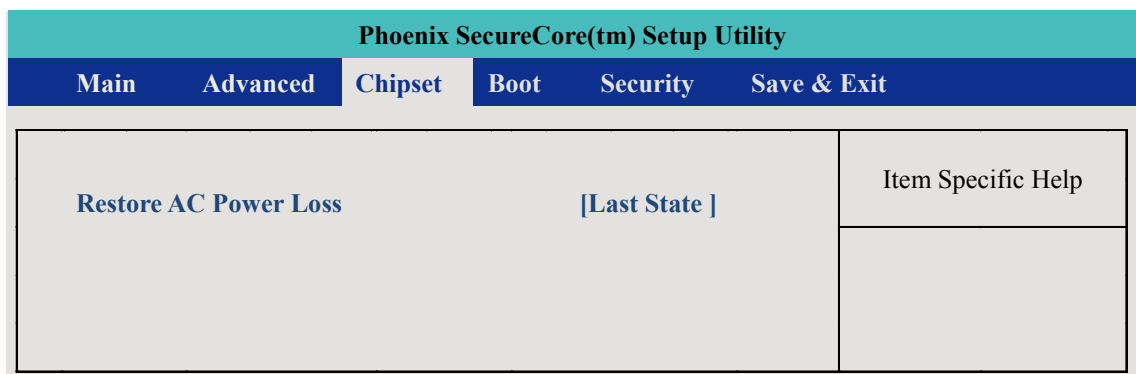 Phoenix SecureCore(tm) Setup Utility
Main Advanced Chipset Boot Security Save & Exit
Restore AC Power Loss [Last State ]
Item Specific Help